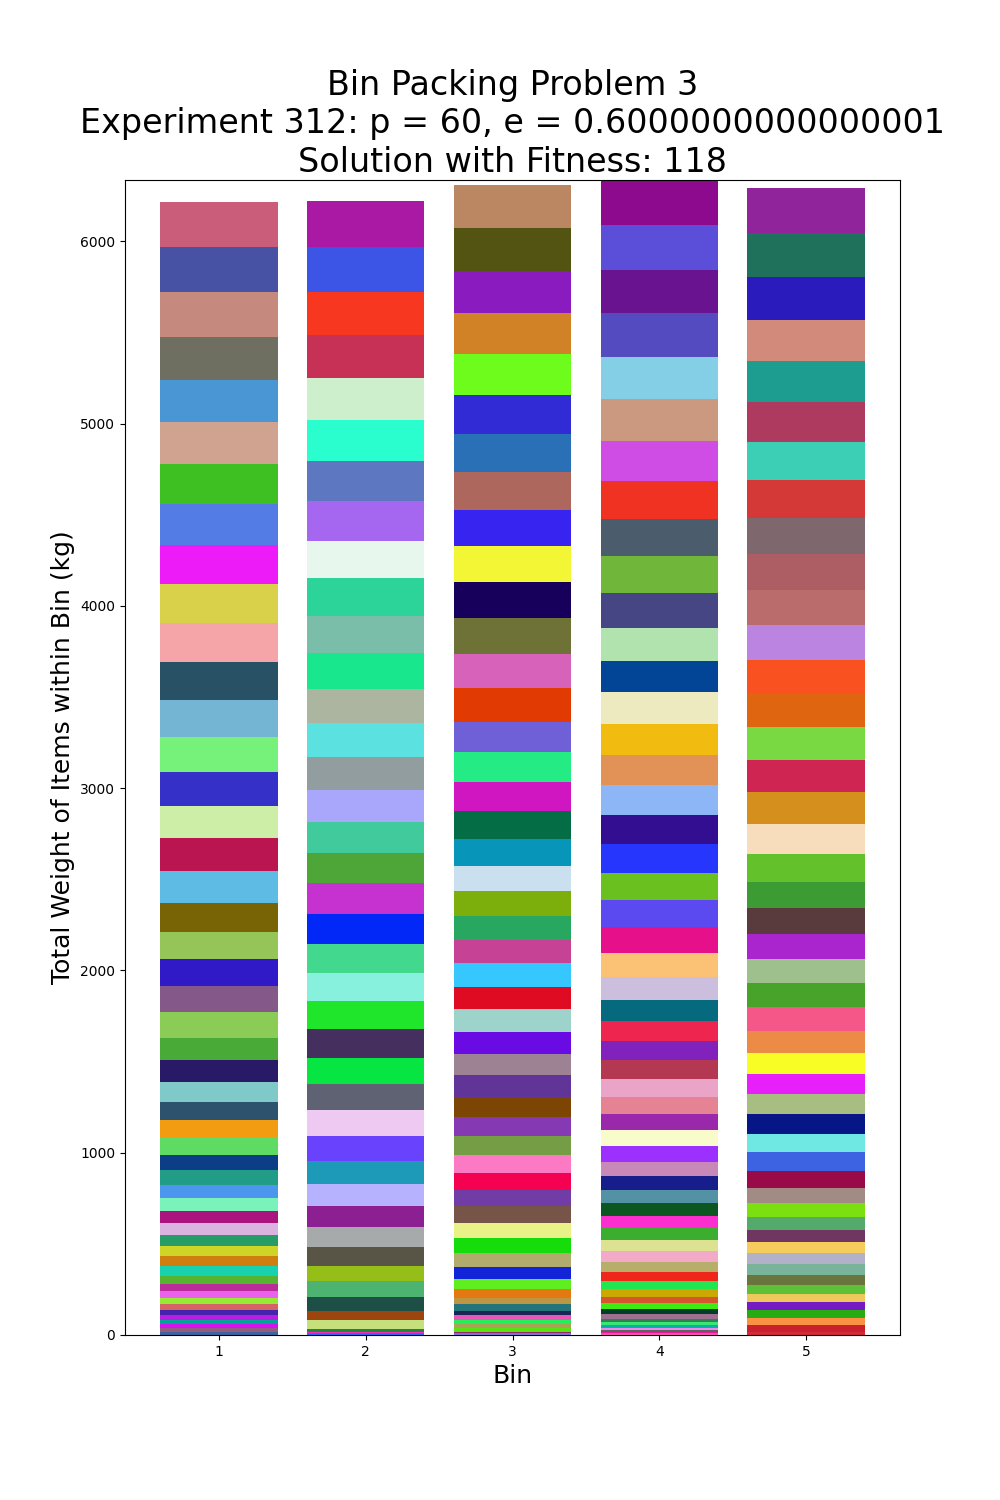 Bin Packing Problem 3
Experiment 312: p = 60, e = 0.6000000000000001
Solution with Fitness: 118
Total Weight of Items within Bin (kg)
6000
5000
4000
3000
2000
1000
0
1 2 3 4 5
Bin